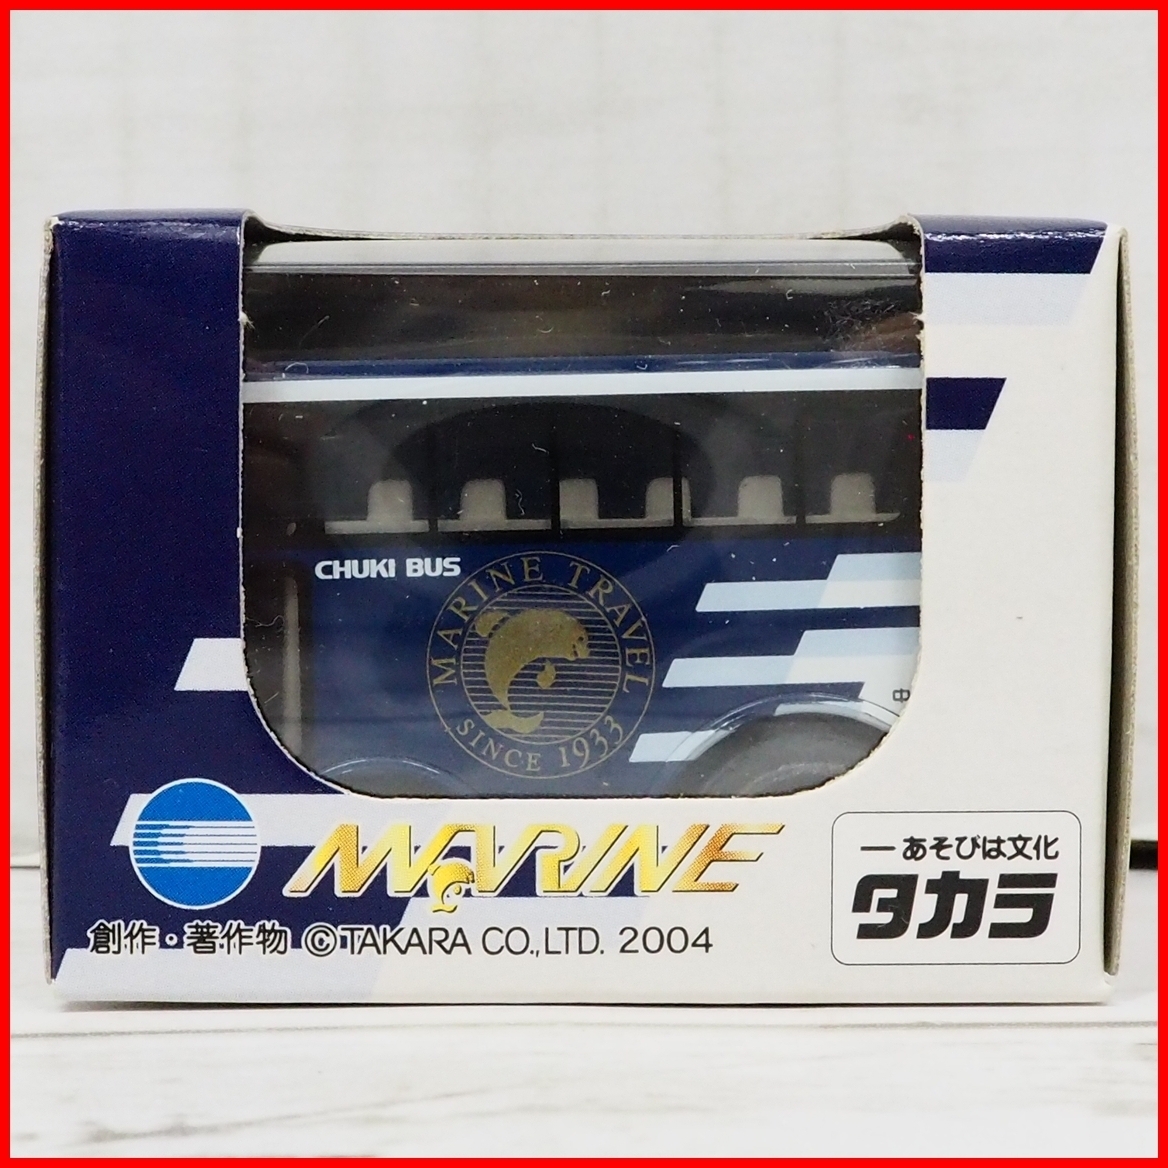 CHUKI BUS
MARINE TRAVEL
SINCE 1933
中
MARINE
創作・著作物 ©TAKARA CO.,LTD. 2004
—あそびは文化
タカラ